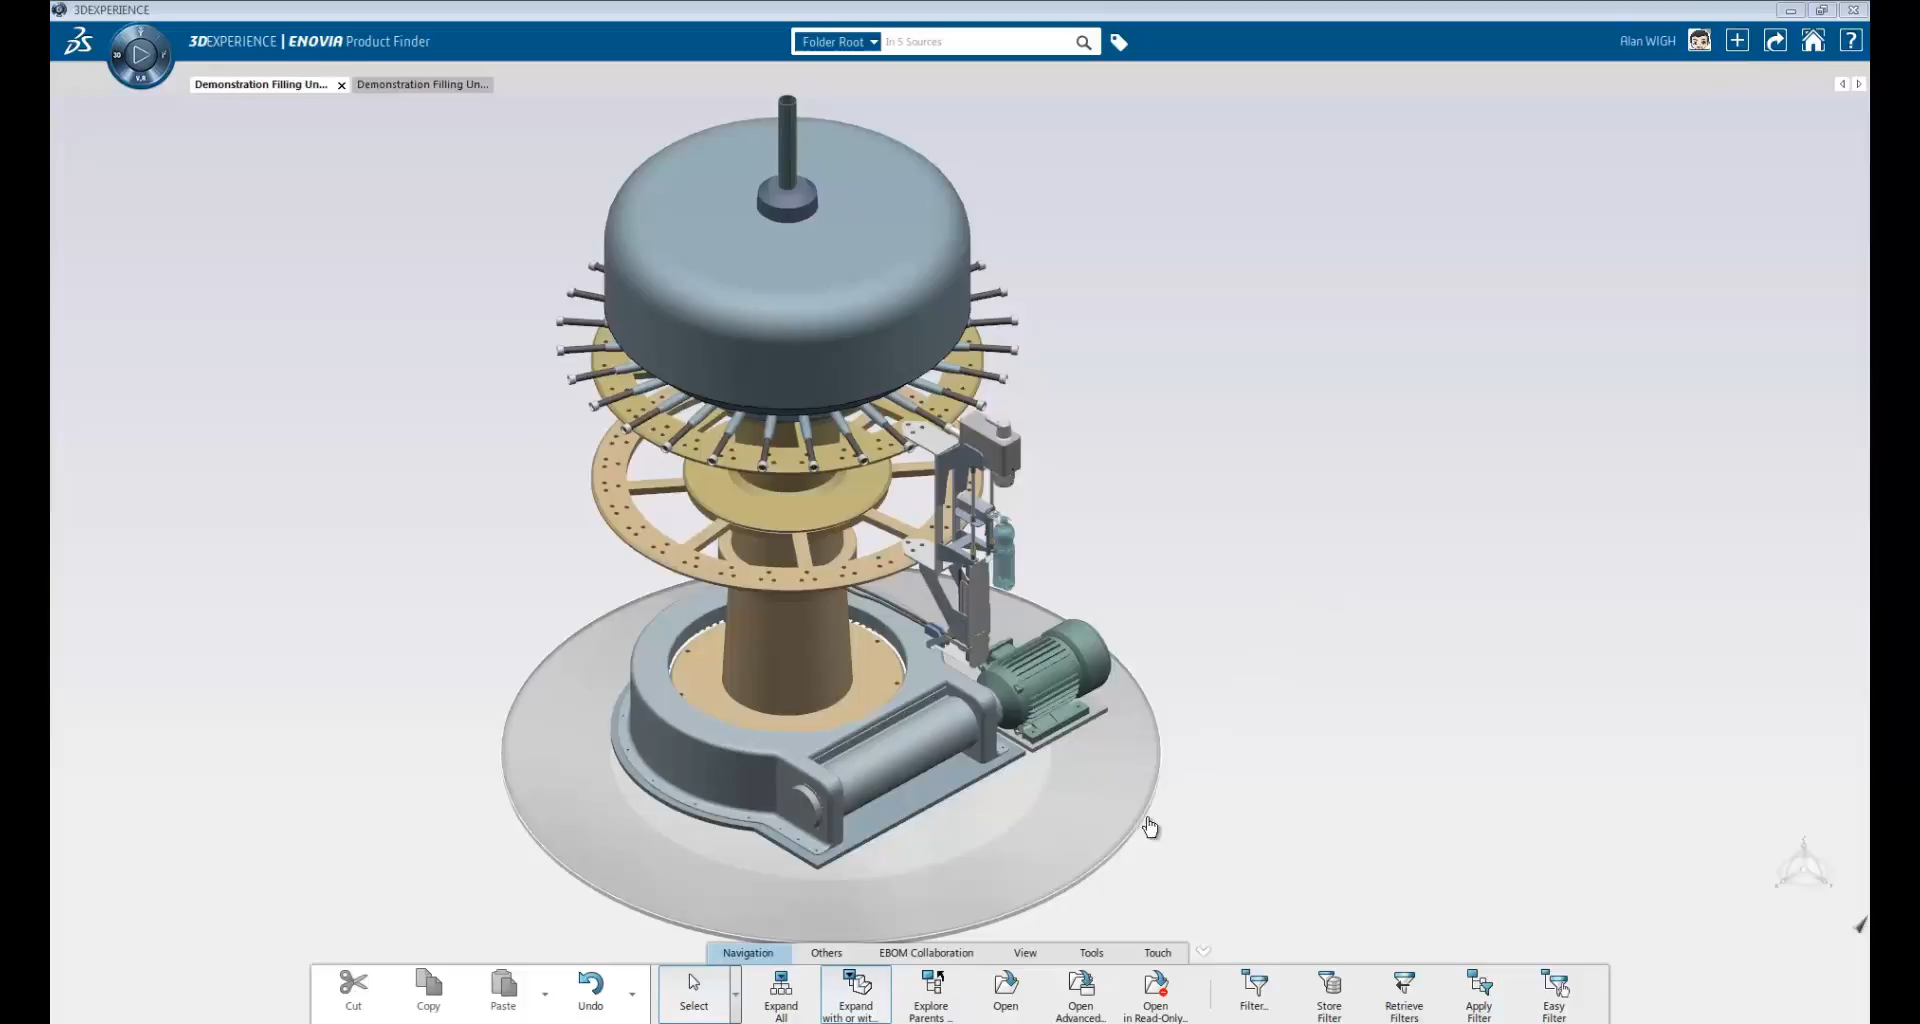 3DEXPERIENCE
3DEXPERIENCE | ENOVIA Product Finder
Folder Root
In 5 Sources
Alan WIGH
3D
V.R
Demonstration Filling Un...
Demonstration Filling Un...
Navigation
Others
EBOM Collaboration
View
Tools
Touch
Cut
Copy
Paste
Undo
Select
Expand
All
Expand
with or wit...
Explore
Parents ...
Open
Open
Advanced...
Open
in Read-Only...
Filter...
Store
Filter
Retrieve
Filters
Apply
Filter
Easy
Filter